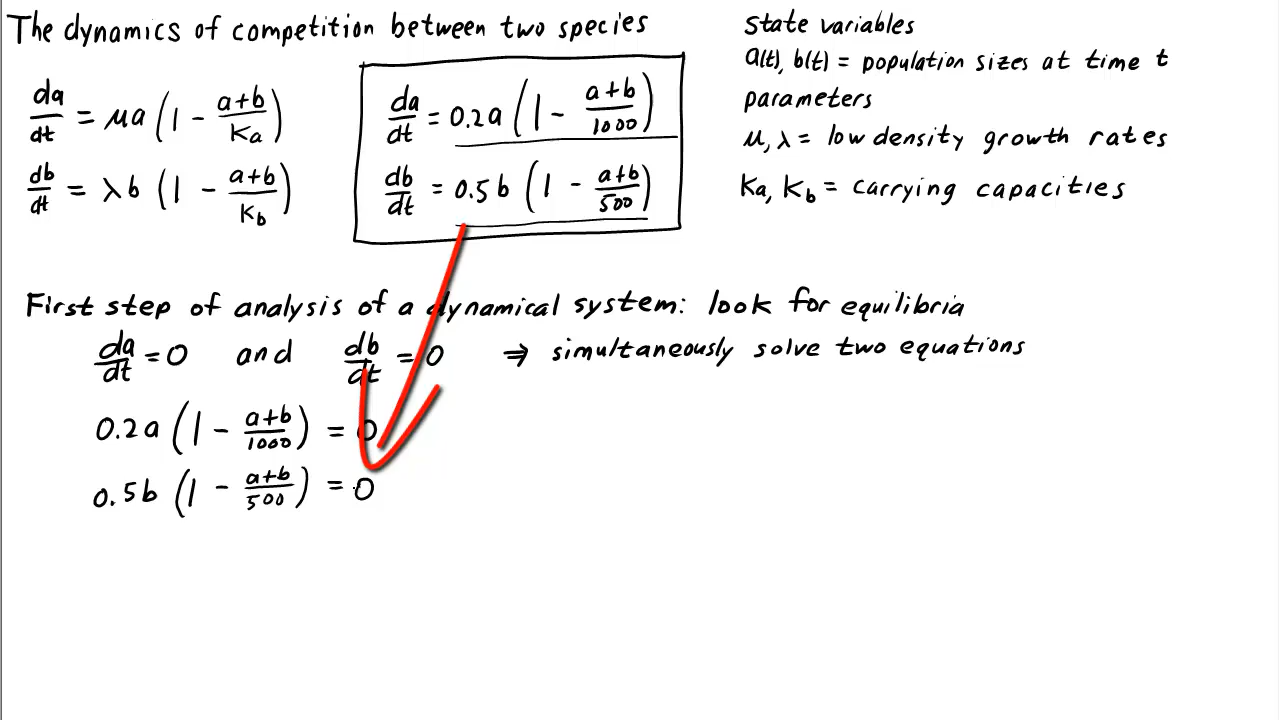 The dynamics of competition between two species
da/dt = μa (1 - a+b/Ka)
db/dt = λb (1 - a+b/Kb)
da/dt = 0.2a (1 - a+b/1000)
db/dt = 0.5b (1 - a+b/500)
State variables
a(t), b(t) = population sizes at time t
parameters
μ, λ = low density growth rates
Ka, Kb = carrying capacities
First step of analysis of a dynamical system: look for equilibria
da/dt = 0 and db/dt = 0 ⇒ simultaneously solve two equations
0.2a (1 - a+b/1000) = 0
0.5b (1 - a+b/500) = 0